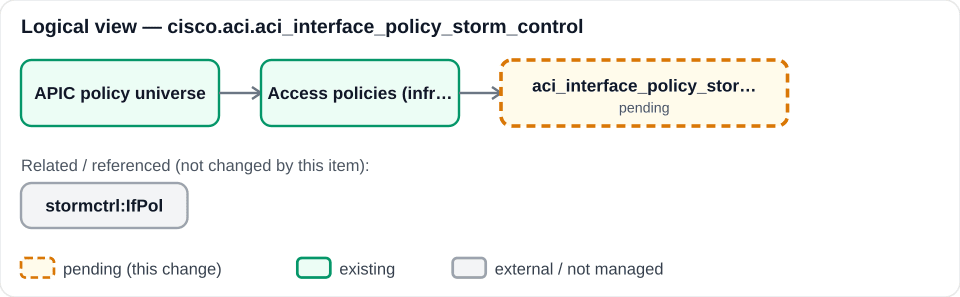 Logical view — cisco.aci.aci_interface_policy_storm_control
APIC policy universe
Access policies (infr…
aci_interface_policy_stor…
pending
Related / referenced (not changed by this item):
stormctrl:IfPol
pending (this change)
existing
external / not managed